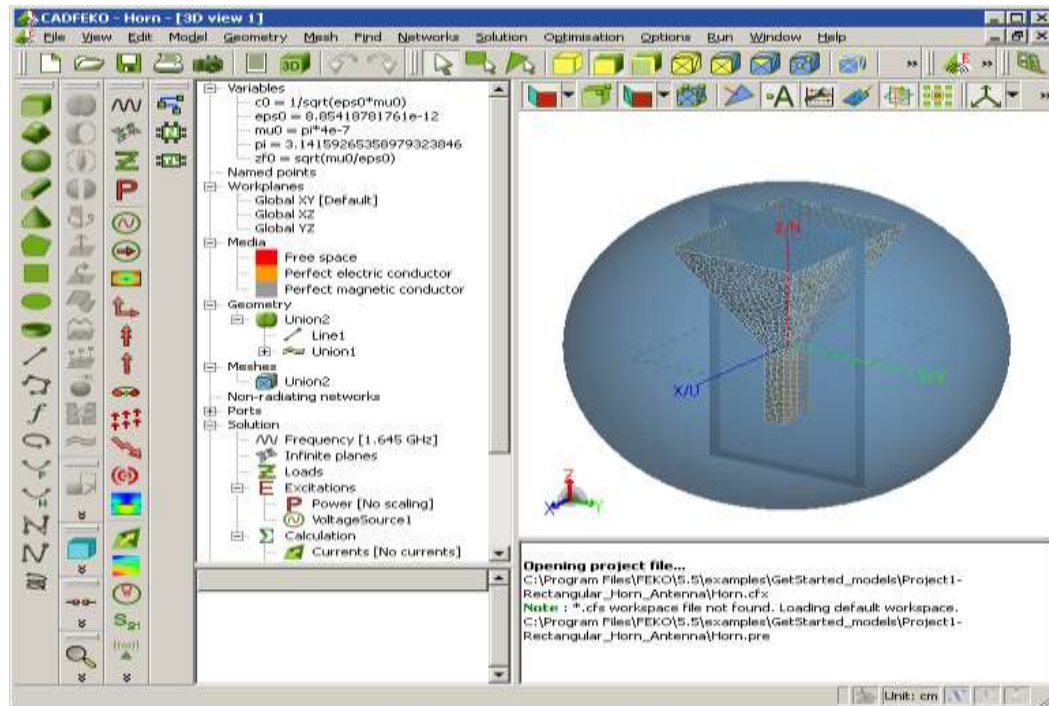 CADFEKO - Horn - [3D view 1]
File View Edit Model Geometry Mesh Find Networks Solution Optimisation Options Run Window Help
3D
E
A
Variables
c0 = 1/sqrt(eps0*mu0)
eps0 = 8.85418781761e-12
mu0 = pi*4e-7
pi = 3.14159265358979323846
zf0 = sqrt(mu0/eps0)
Named points
Workplanes
Global XY [Default]
Global XZ
Global YZ
Media
Free space
Perfect electric conductor
Perfect magnetic conductor
Geometry
Union2
Line1
Union1
Meshes
Union2
Non-radiating networks
Ports
Solution
Frequency [1.645 GHz]
Infinite planes
Loads
Excitations
Power [No scaling]
VoltageSource1
Calculation
Currents [No currents]
Z/N
X/U
Z
X
Y
Opening project file...
C:\Program Files\FEKO\5.5\examples\GetStarted_models\Project1-
Rectangular_Horn_Antenna\Horn.cfx
Note : *.cfs workspace file not found. Loading default workspace.
C:\Program Files\FEKO\5.5\examples\GetStarted_models\Project1-
Rectangular_Horn_Antenna\Horn.pre
Unit: cm